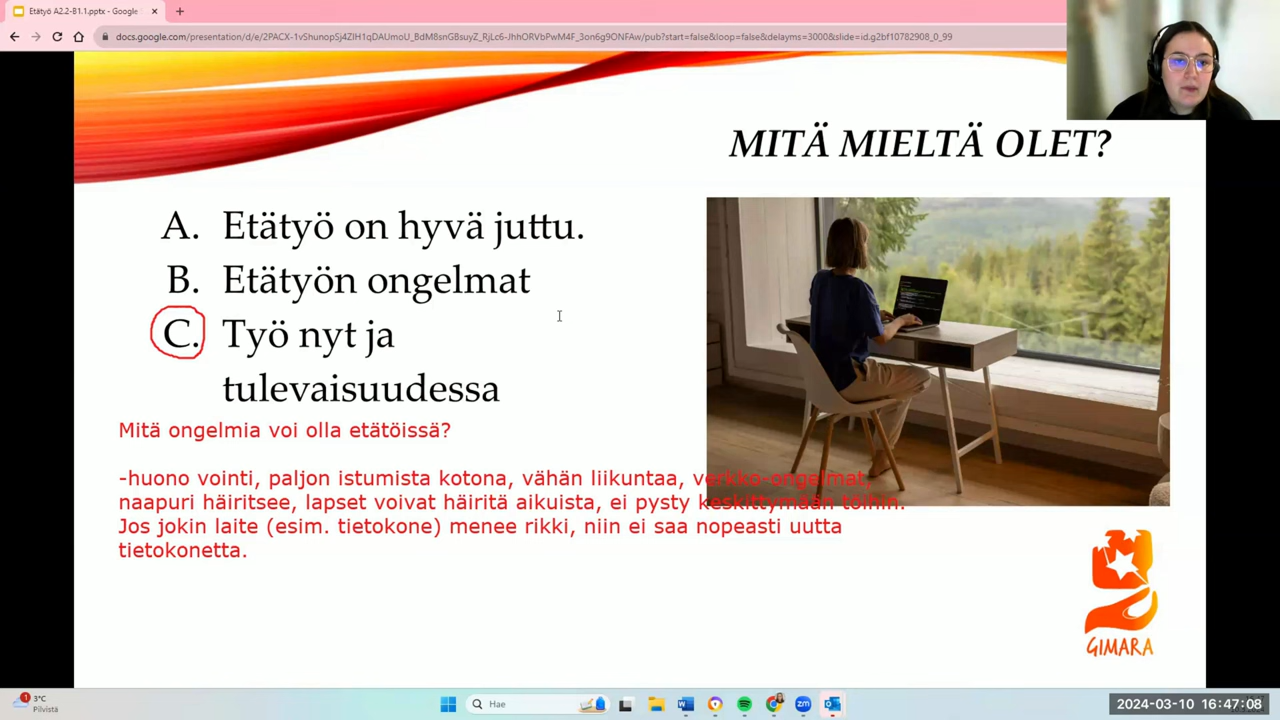 Etätyö A2.2-B1.1.pptx - Google
docs.google.com/presentation/d/e/2PACX-1vShunopSj4ZIH1qDAUmoU_BdM8snGBsuyZ_RjLc6-JhhORVbPwM4F_3on6g9ONFAw/pub?start=false&loop=false&delayms=3000&slide=id.g2bf10782908_0_99
MITÄ MIELTÄ OLET?
A. Etätyö on hyvä juttu.
B. Etätyön ongelmat
C. Työ nyt ja
tulevaisuudessa
Mitä ongelmia voi olla etätöissä?
-huono vointi, paljon istumista kotona, vähän liikuntaa, verkko-ongelmat,
naapuri häiritsee, lapset voivat häiritä aikuista, ei pysty keskittymään töihin.
Jos jokin laite (esim. tietokone) menee rikki, niin ei saa nopeasti uutta
tietokonetta.
GIMARA
1
3°C
Pilvistä
Hae
2024-03-10 16:47:08